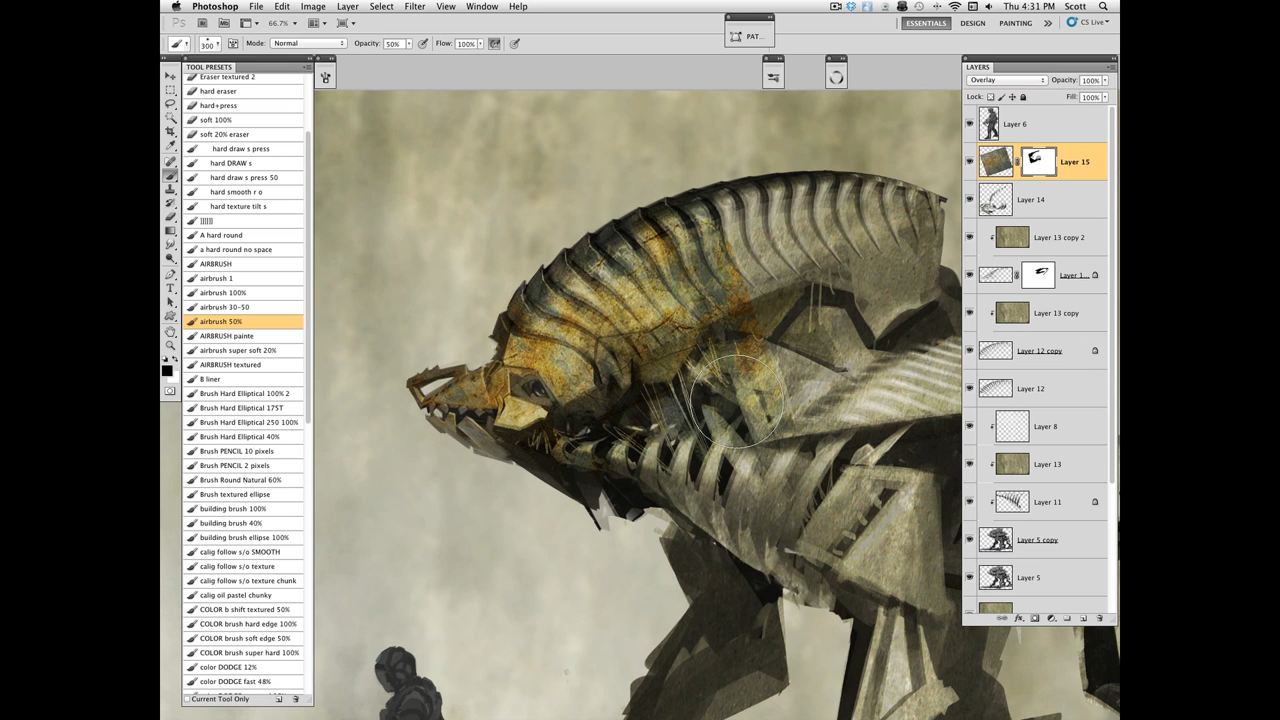 Photoshop File Edit Image Layer Select Filter Analysis View Window Help Thu 4:31 PM Scott
Ps Br Mb 66.7% ESSENTIALS DESIGN PAINTING CS Live
300 Mode: Normal Opacity: 50% Flow: 100%
PAT...
TOOL PRESETS
Eraser textured 2
hard eraser
hard+press
soft 100%
soft 20% eraser
hard draw s press
hard DRAW s
hard draw s press 50
hard smooth r o
hard texture tilt s
]]]]]]
A hard round
a hard round no space
AIRBRUSH
airbrush 1
airbrush 100%
airbrush 30-50
airbrush 50%
AIRBRUSH painte
airbrush super soft 20%
AIRBRUSH textured
B liner
Brush Hard Elliptical 100% 2
Brush Hard Elliptical 175T
Brush Hard Elliptical 250 100%
Brush Hard Elliptical 40%
Brush PENCIL 10 pixels
Brush PENCIL 2 pixels
Brush Round Natural 60%
Brush textured ellipse
building brush 100%
building brush 40%
building brush ellipse 100%
calig follow s/o SMOOTH
calig follow s/o texture
calig follow s/o texture chunk
calig oil pastel chunky
COLOR b shift textured 50%
COLOR brush hard edge 100%
COLOR brush soft edge 50%
COLOR brush super hard 100%
color DODGE 12%
color DODGE fast 48%
Current Tool Only
LAYERS
Overlay Opacity: 100%
Lock: Fill: 100%
Layer 6
Layer 15
Layer 14
Layer 13 copy 2
Layer 1...
Layer 13 copy
Layer 12 copy
Layer 12
Layer 8
Layer 13
Layer 11
Layer 5 copy
Layer 5